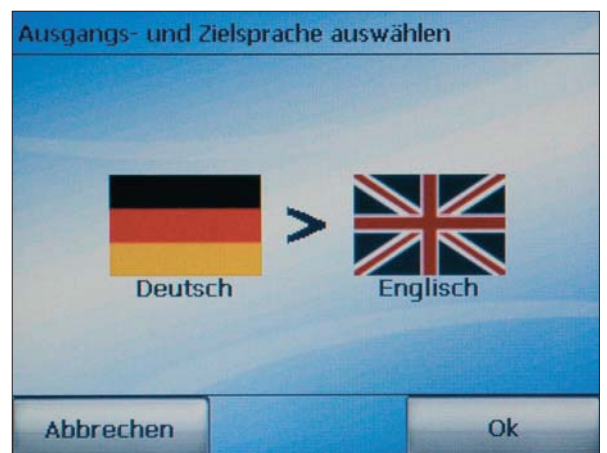 Ausgangs- und Zielsprache auswählen
>
Deutsch Englisch
Abbrechen Ok